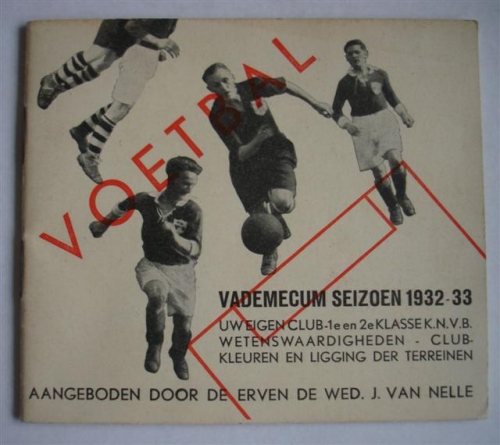 VOETBAL
VADEMECUM SEIZOEN 1932-33
UW EIGEN CLUB-1e en 2e KLASSE K.N.V.B.
WETENSWAARDIGHEDEN - CLUB-
KLEUREN EN LIGGING DER TERREINEN
AANGEBODEN DOOR DE ERVEN DE WED. J. VAN NELLE